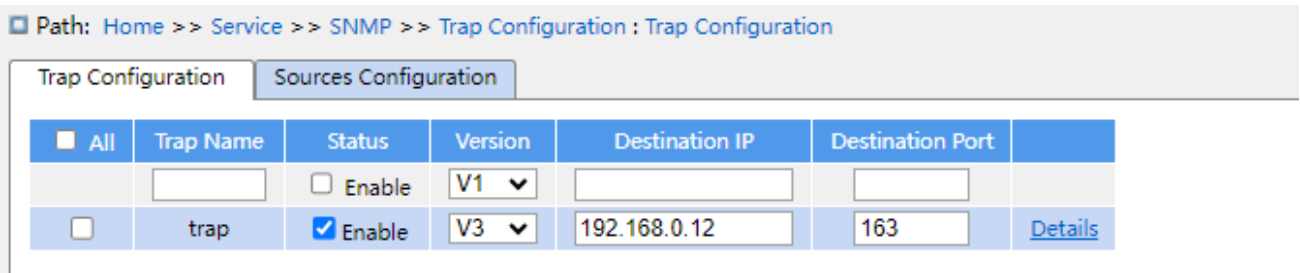 Path: Home >> Service >> SNMP >> Trap Configuration : Trap Configuration
Trap Configuration Sources Configuration
All Trap Name Status Version Destination IP Destination Port
Enable V1
trap Enable V3 192.168.0.12 163 Details